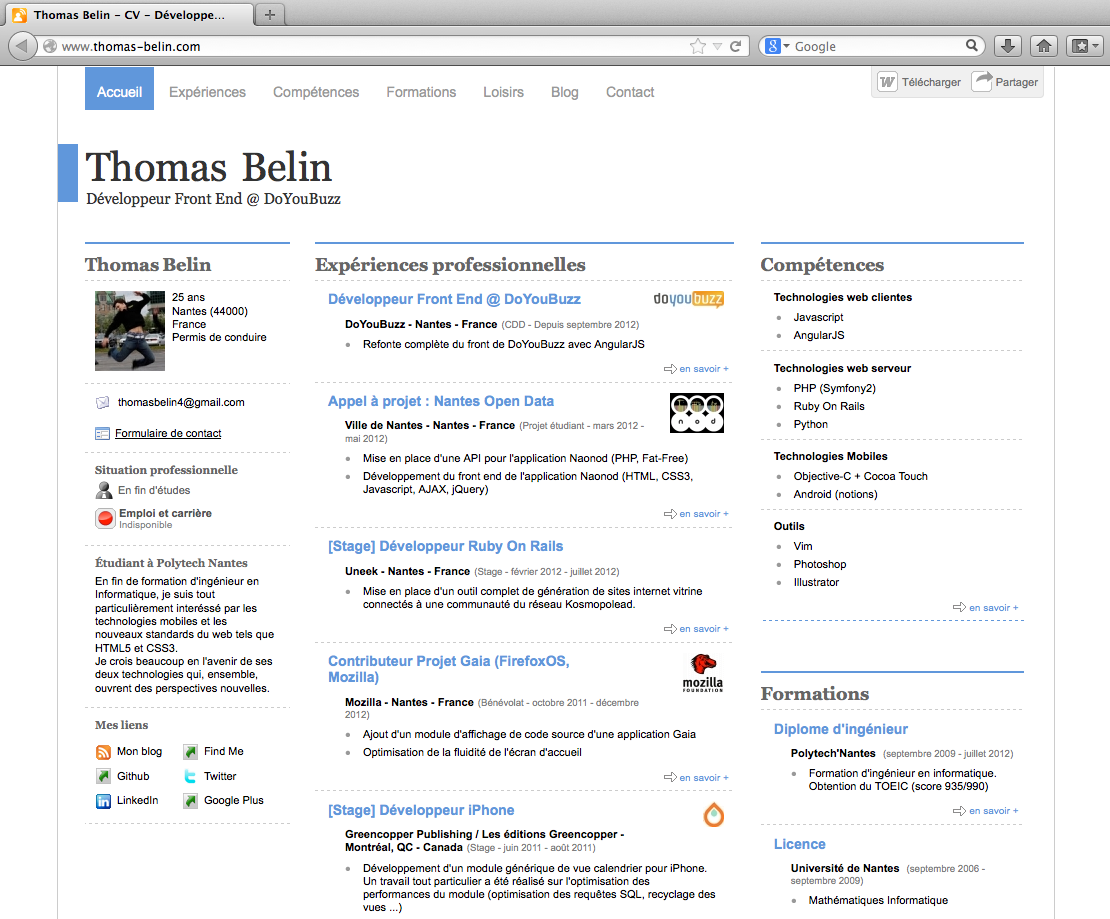 Thomas Belin – CV – Développe...
www.thomas-belin.com
Google
Accueil
Expériences
Compétences
Formations
Loisirs
Blog
Contact
Télécharger
Partager
Thomas Belin
Développeur Front End @ DoYouBuzz
Thomas Belin
25 ans
Nantes (44000)
France
Permis de conduire
thomasbelin4@gmail.com
Formulaire de contact
Situation professionnelle
En fin d'études
Emploi et carrière
Indisponible
Étudiant à Polytech Nantes
En fin de formation d'ingénieur en
Informatique, je suis tout
particulièrement interéssé par les
technologies mobiles et les
nouveaux standards du web tels que
HTML5 et CSS3.
Je crois beaucoup en l'avenir de ses
deux technologies qui, ensemble,
ouvrent des perspectives nouvelles.
Mes liens
Mon blog
Find Me
Github
Twitter
LinkedIn
Google Plus
Expériences professionnelles
Développeur Front End @ DoYouBuzz
doyoubuzz
DoYouBuzz - Nantes - France (CDD - Depuis septembre 2012)
Refonte complète du front de DoYouBuzz avec AngularJS
en savoir +
Appel à projet : Nantes Open Data
nod
Ville de Nantes - Nantes - France (Projet étudiant - mars 2012 -
mai 2012)
Mise en place d'une API pour l'application Naonod (PHP, Fat-Free)
Développement du front end de l'application Naonod (HTML, CSS3,
Javascript, AJAX, jQuery)
en savoir +
[Stage] Développeur Ruby On Rails
Uneek - Nantes - France (Stage - février 2012 - juillet 2012)
Mise en place d'un outil complet de génération de sites internet vitrine
connectés à une communauté du réseau Kosmopolead.
en savoir +
Contributeur Projet Gaia (FirefoxOS,
Mozilla)
mozilla
FOUNDATION
Mozilla - Nantes - France (Bénévolat - octobre 2011 - décembre
2012)
Ajout d'un module d'affichage de code source d'une application Gaia
Optimisation de la fluidité de l'écran d'accueil
en savoir +
[Stage] Développeur iPhone
Greencopper Publishing / Les éditions Greencopper -
Montréal, QC - Canada (Stage - juin 2011 - août 2011)
Développement d'un module générique de vue calendrier pour iPhone.
Un travail tout particulier a été réalisé sur l'optimisation des
performances du module (optimisation des requêtes SQL, recyclage des
vues ...)
Compétences
Technologies web clientes
Javascript
AngularJS
Technologies web serveur
PHP (Symfony2)
Ruby On Rails
Python
Technologies Mobiles
Objective-C + Cocoa Touch
Android (notions)
Outils
Vim
Photoshop
Illustrator
en savoir +
Formations
Diplome d'ingénieur
Polytech'Nantes (septembre 2009 - juillet 2012)
Formation d'ingénieur en informatique.
Obtention du TOEIC (score 935/990)
en savoir +
Licence
Université de Nantes (septembre 2006 -
septembre 2009)
Mathématiques Informatique